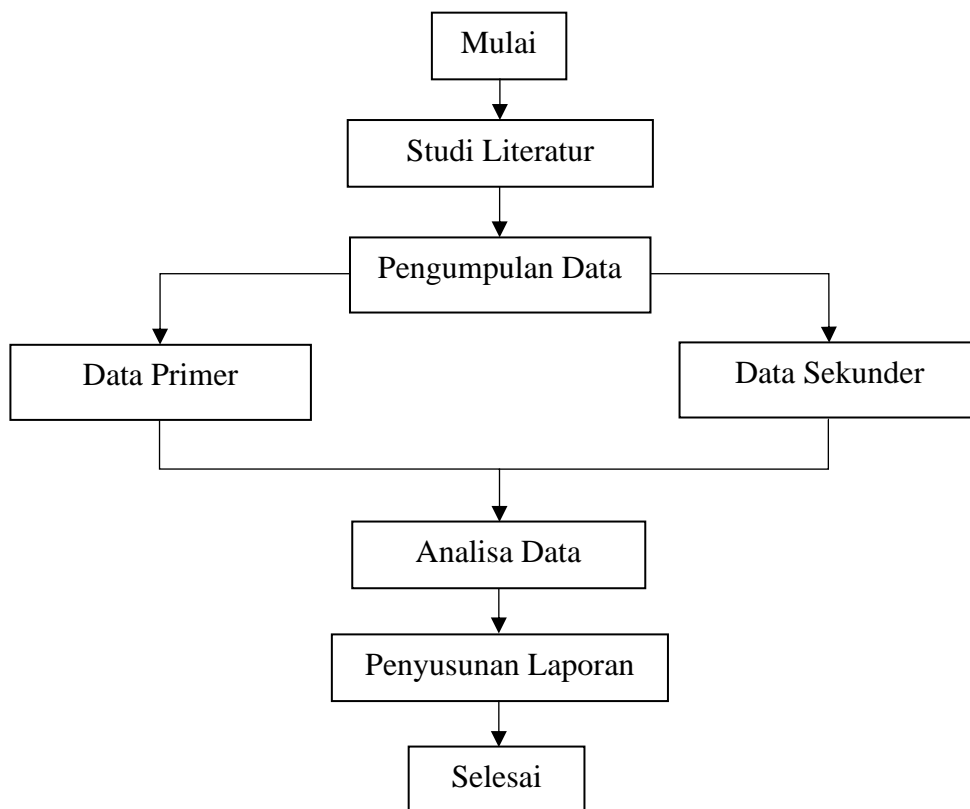 Mulai
Studi Literatur
Pengumpulan Data
Data Primer
Data Sekunder
Analisa Data
Penyusunan Laporan
Selesai